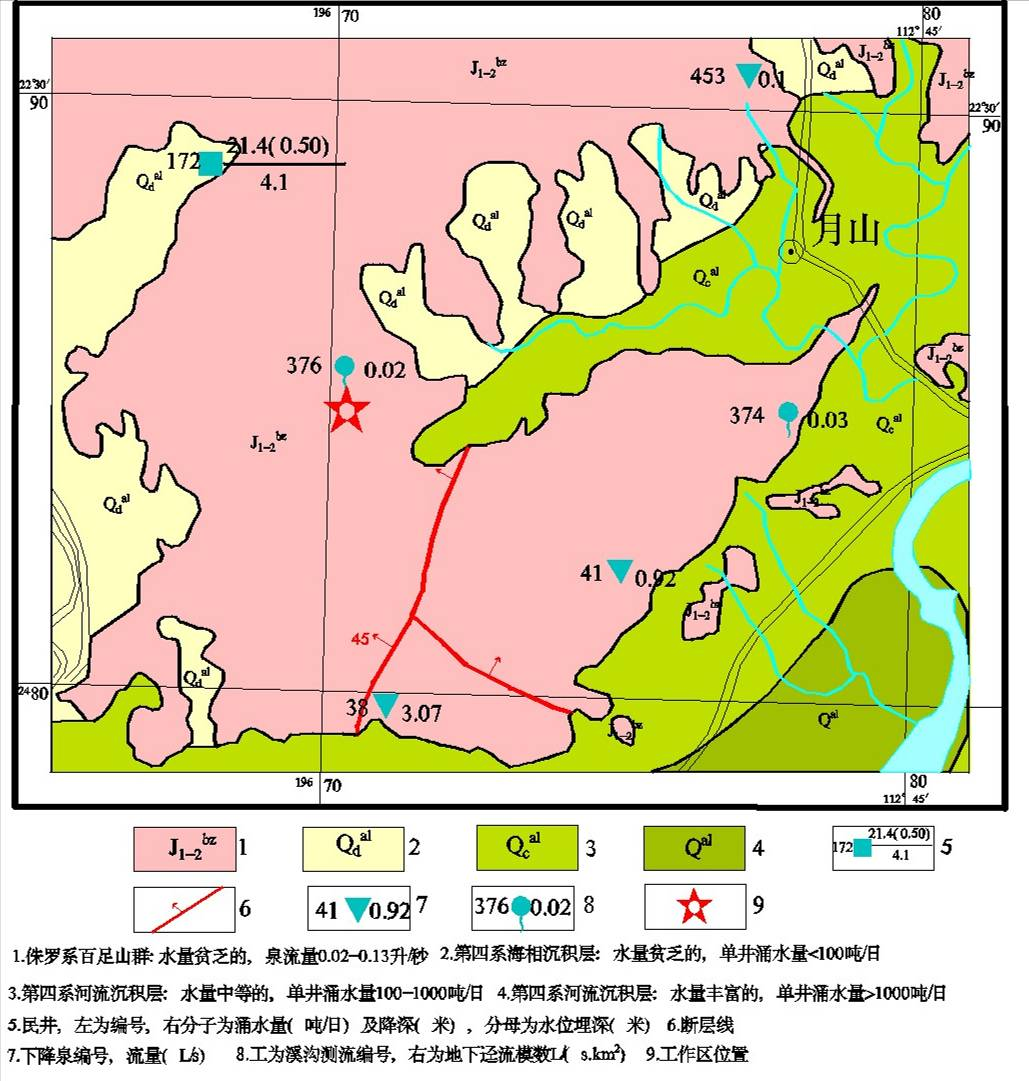 196 70
80
112° 45′
J1-2bz
Qdal
J1-2bz
J1-2bz
453 0.1
22°30′
90
22°30′
90
21.4( 0.50)
172
4.1
Qdal
Qdal
Qdal
Qdal
月山
Qcal
Qdal
376 0.02
J1-2bz
374 0.03
Qcal
J1-2bz
J1-2bz
Qdal
41 0.92
J1-2bz
45
Qdal
2480
38 3.07
J1-2bz
Qal
196 70
80
112° 45′
J1-2bz 1 Qdal 2 Qcal 3 Qal 4 172 21.4( 0.50) 4.1 5
6 41 0.92 7 376 0.02 8 9
1.侏罗系百足山群: 水量贫乏的, 泉流量0.02-0.13升/秒 2.第四系海相沉积层: 水量贫乏的, 单井涌水量<100吨/日
3.第四系河流沉积层: 水量中等的, 单井涌水量100-1000吨/日 4.第四系河流沉积层: 水量丰富的, 单井涌水量>1000吨/日
5.民井, 左为编号, 右分子为涌水量( 吨/日) 及降深( 米) , 分母为水位埋深( 米) 6.断层线
7.下降泉编号, 流量( L/s) 8.工为溪沟测流编号, 右为地下迳流模数L/( s.km²) 9.工作区位置